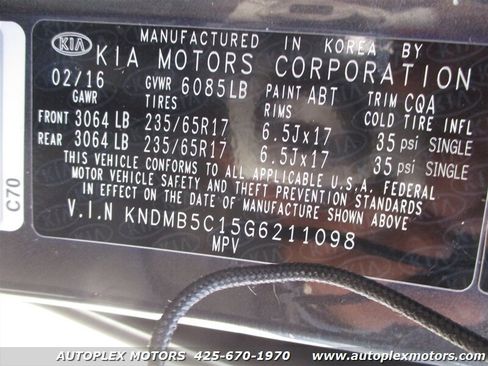 KIA MANUFACTURED IN KOREA BY
KIA MOTORS CORPORATION
02/16 GVWR 6085LB PAINT ABT TRIM CQA
GAWR TIRES RIMS COLD TIRE INFL
FRONT 3064 LB 235/65R17 6.5Jx17 35 psi SINGLE
REAR 3064 LB 235/65R17 6.5Jx17 35 psi SINGLE
THIS VEHICLE CONFORMS TO ALL APPLICABLE U.S.A. FEDERAL
MOTOR VEHICLE SAFETY AND THEFT PREVENTION STANDARDS
IN EFFECT ON THE DATE OF MANUFACTURE SHOWN ABOVE
V.I.N KNDMB5C15G6211098
MPV
C70
AUTOPLEX MOTORS 425-670-1970 www.autoplexmotors.com